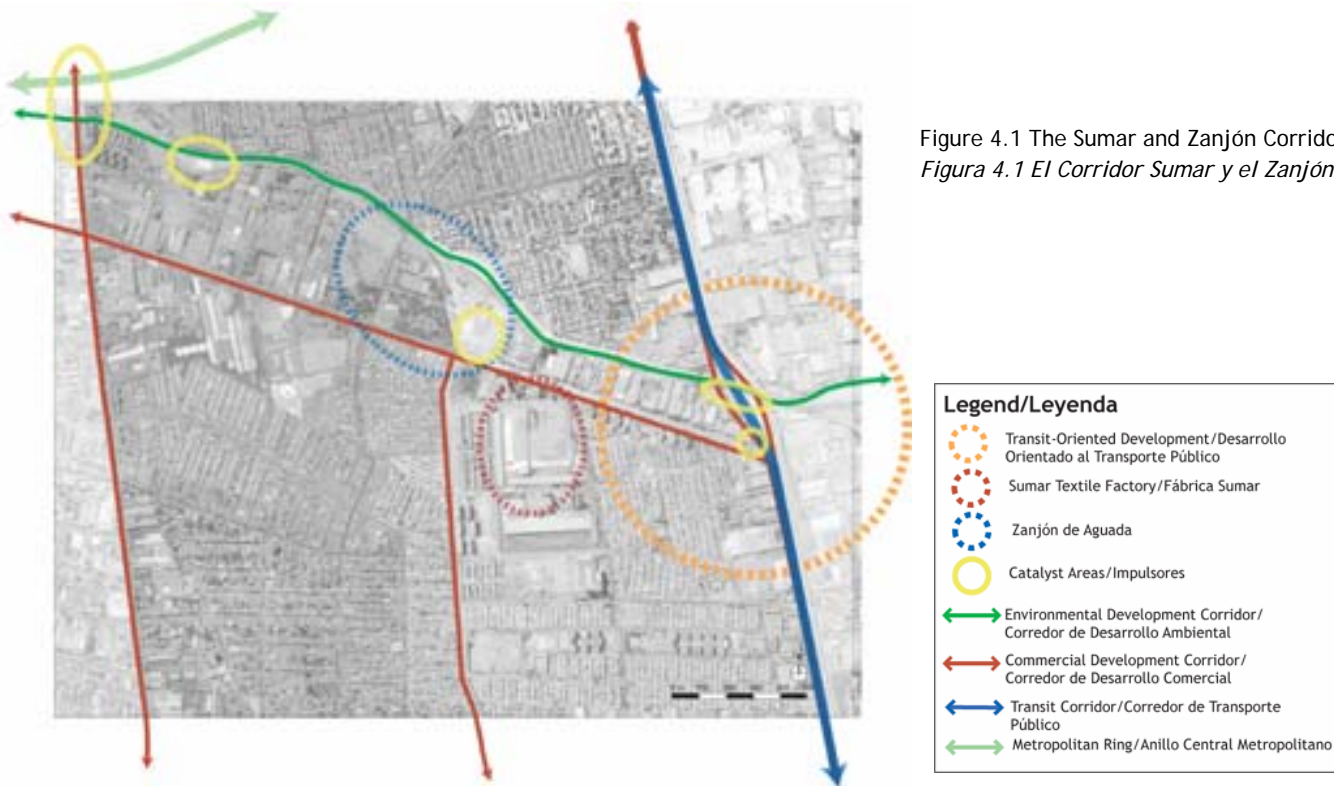 Figure 4.1 The Sumar and Zanjón Corrido
Figura 4.1 El Corridor Sumar y el Zanjón
Legend/Leyenda
Transit-Oriented Development/Desarrollo
Orientado al Transporte Público
Sumar Textile Factory/Fábrica Sumar
Zanjón de Aguada
Catalyst Areas/Impulsores
Environmental Development Corridor/
Corredor de Desarrollo Ambiental
Commercial Development Corridor/
Corredor de Desarrollo Comercial
Transit Corridor/Corredor de Transporte
Público
Metropolitan Ring/Anillo Central Metropolitano